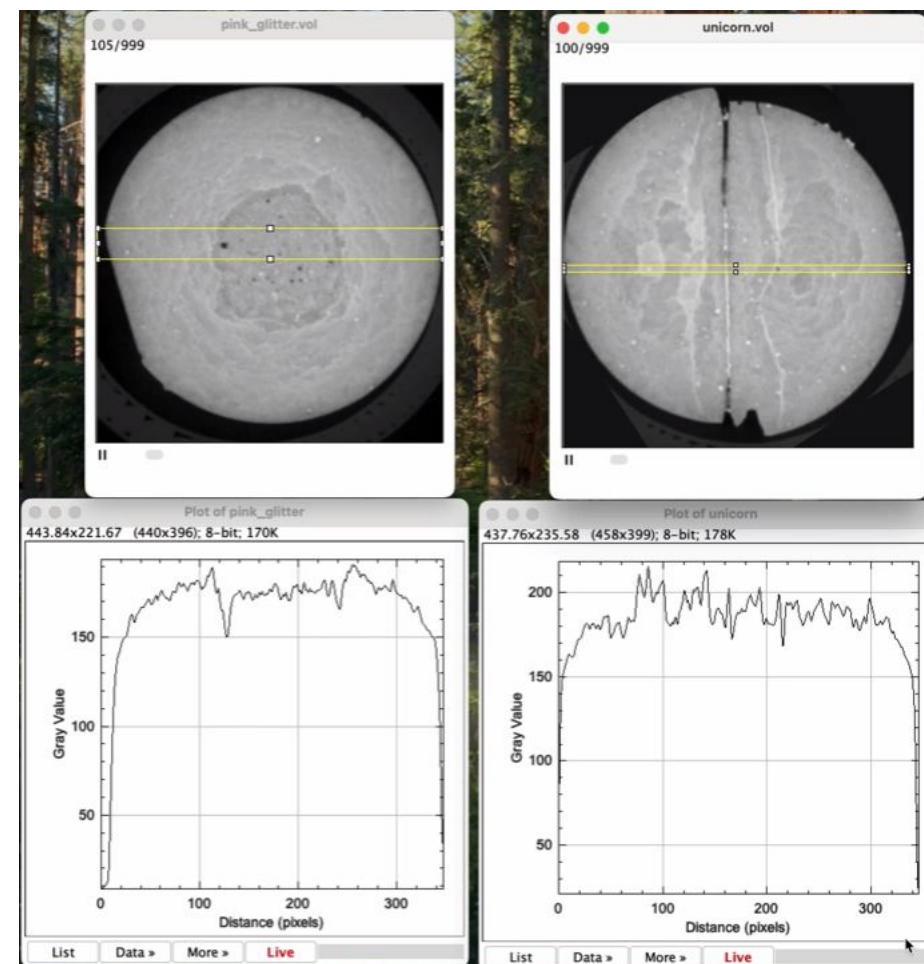 pink_glitter.vol
105/999
unicorn.vol
100/999
Plot of pink_glitter
443.84x221.67 (440x396); 8-bit; 170K
150
100
50
Gray Value
0
100
200
300
Distance (pixels)
List
Data »
More »
Live
Plot of unicorn
437.76x235.58 (458x399); 8-bit; 178K
200
150
100
50
Gray Value
0
100
200
300
Distance (pixels)
List
Data »
More »
Live